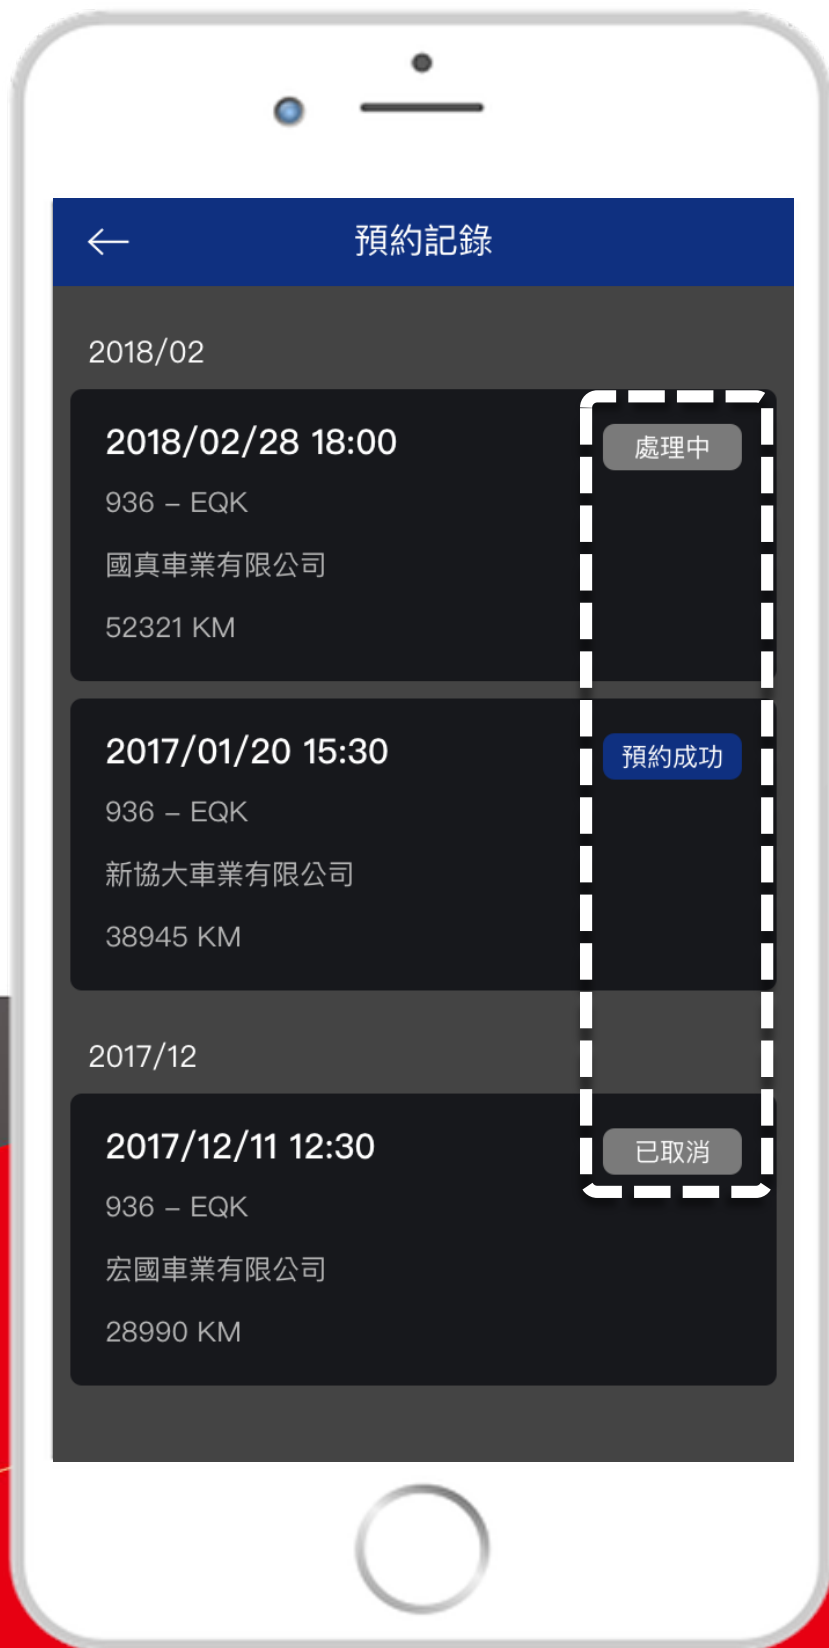 預約記錄
2018/02
2018/02/28 18:00
處理中
936 – EQK
國真車業有限公司
52321 KM
2017/01/20 15:30
預約成功
936 – EQK
新協大車業有限公司
38945 KM
2017/12
2017/12/11 12:30
已取消
936 – EQK
宏國車業有限公司
28990 KM